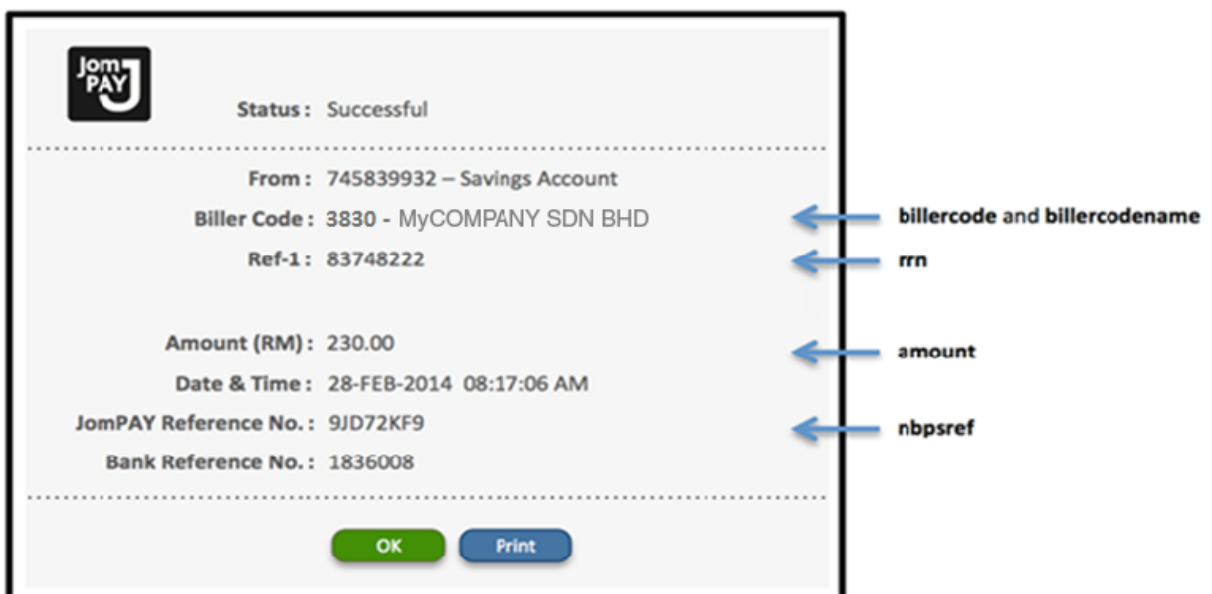 Jom
PAY
Status : Successful
From : 745839932 – Savings Account
Biller Code : 3830 - MyCOMPANY SDN BHD
billercode and billercodename
Ref-1 : 83748222
rrn
Amount (RM) : 230.00
amount
Date & Time : 28-FEB-2014 08:17:06 AM
JomPAY Reference No. : 9JD72KF9
nbpsref
Bank Reference No. : 1836008
OK
Print